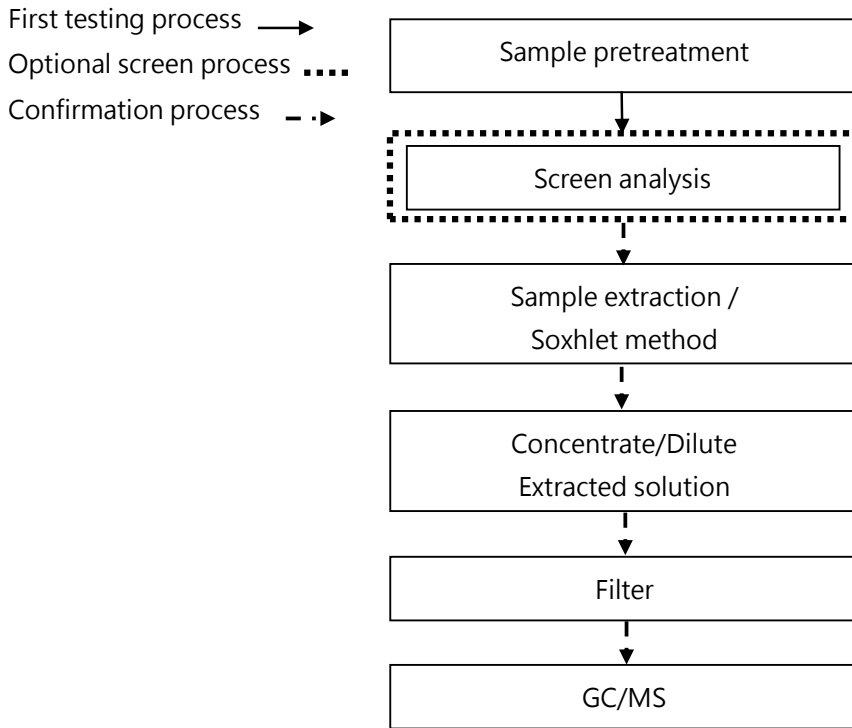 First testing process
Optional screen process
Confirmation process
Sample pretreatment
Screen analysis
Sample extraction /
Soxhlet method
Concentrate/Dilute
Extracted solution
Filter
GC/MS